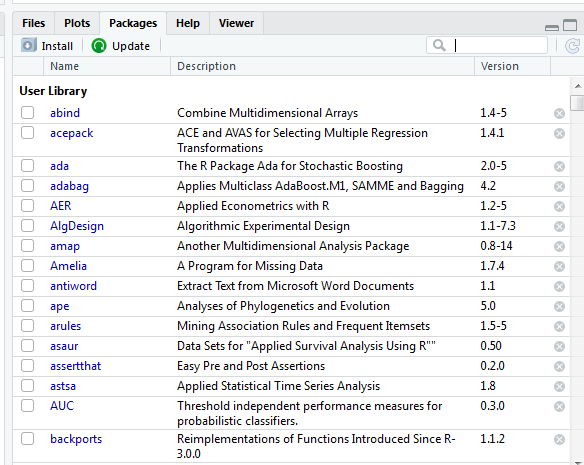 Files Plots Packages Help Viewer
Install Update
Name Description Version
User Library
abind Combine Multidimensional Arrays 1.4-5
acepack ACE and AVAS for Selecting Multiple Regression 1.4.1
Transformations
ada The R Package Ada for Stochastic Boosting 2.0-5
adabag Applies Multiclass AdaBoost.M1, SAMME and Bagging 4.2
AER Applied Econometrics with R 1.2-5
AlgDesign Algorithmic Experimental Design 1.1-7.3
amap Another Multidimensional Analysis Package 0.8-14
Amelia A Program for Missing Data 1.7.4
antiword Extract Text from Microsoft Word Documents 1.1
ape Analyses of Phylogenetics and Evolution 5.0
arules Mining Association Rules and Frequent Itemsets 1.5-5
asaur Data Sets for "Applied Survival Analysis Using R"" 0.50
assertthat Easy Pre and Post Assertions 0.2.0
astsa Applied Statistical Time Series Analysis 1.8
AUC Threshold independent performance measures for 0.3.0
probabilistic classifiers.
backports Reimplementations of Functions Introduced Since R- 1.1.2
3.0.0